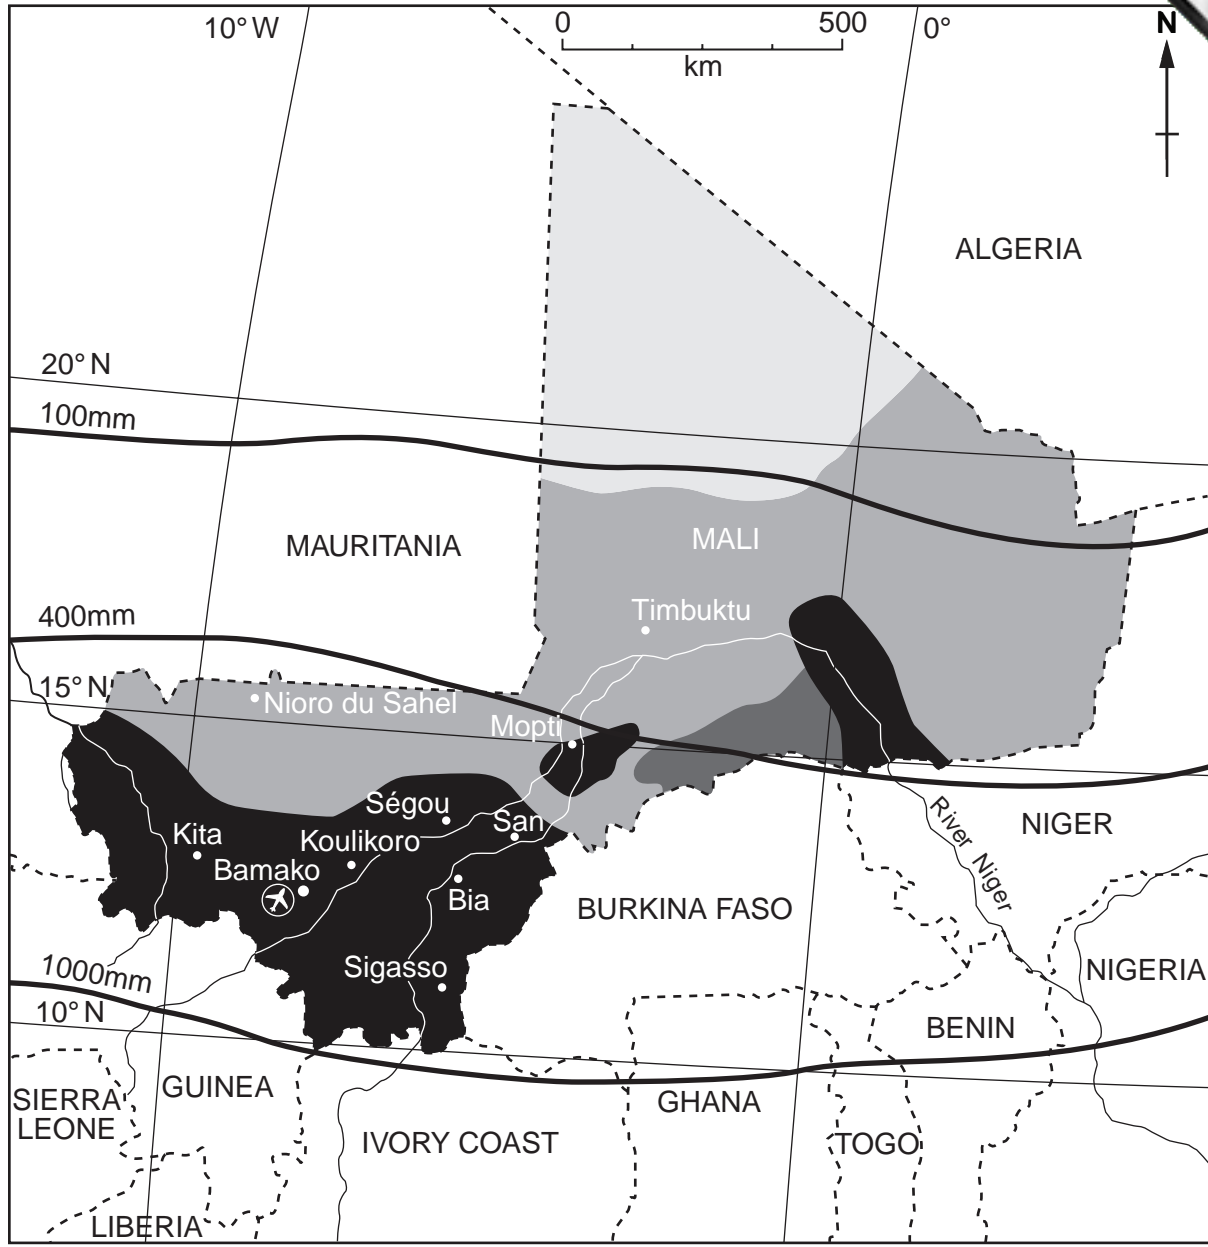 10° W
0
500
0°
N
km
ALGERIA
20° N
100mm
MAURITANIA
MALI
Timbuktu
400mm
15° N
Nioro du Sahel
Mopti
Ségou
San
Kita
Koulikoro
Bamako
Bia
River Niger
NIGER
BURKINA FASO
Sigasso
1000mm
NIGERIA
10° N
BENIN
SIERRA
LEONE
GUINEA
GHANA
IVORY COAST
TOGO
LIBERIA